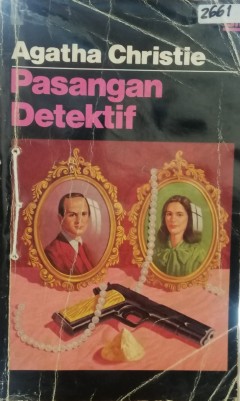 2661
Agatha Christie
Pasangan
Detektif